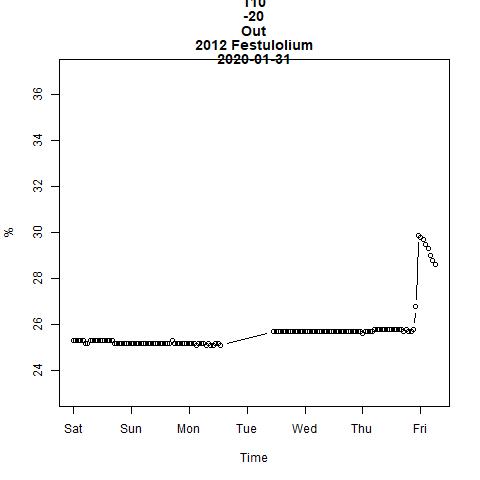 110
-20
Out
2012 Festulolium
2020-01-31
36
34
32
30
28
26
24
%
Sat Sun Mon Tue Wed Thu Fri
Time